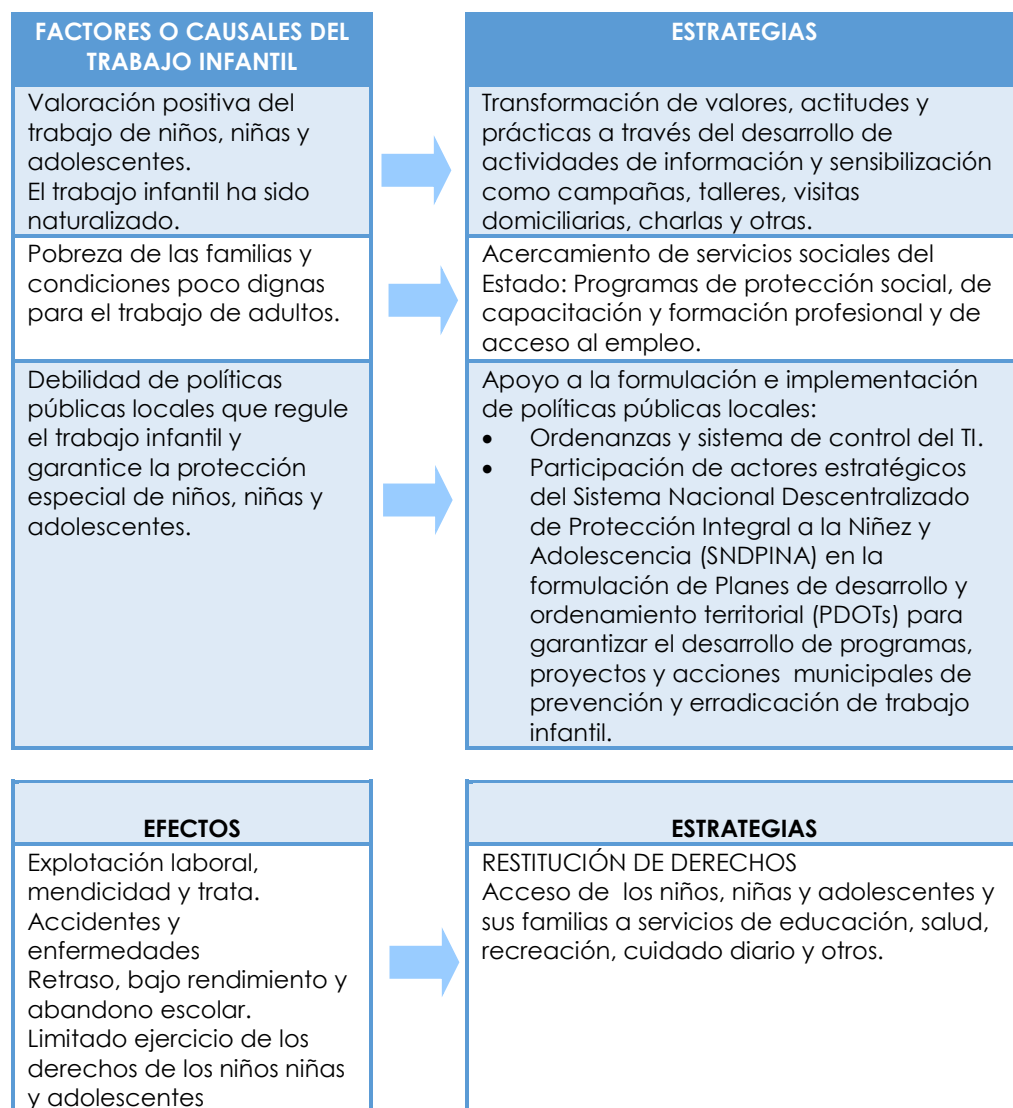 FACTORES O CAUSALES DEL
TRABAJO INFANTIL
ESTRATEGIAS
Valoración positiva del
trabajo de niños, niñas y
adolescentes.
El trabajo infantil ha sido
naturalizado.
Transformación de valores, actitudes y
prácticas a través del desarrollo de
actividades de información y sensibilización
como campañas, talleres, visitas
domiciliarias, charlas y otras.
Pobreza de las familias y
condiciones poco dignas
para el trabajo de adultos.
Acercamiento de servicios sociales del
Estado: Programas de protección social, de
capacitación y formación profesional y de
acceso al empleo.
Debilidad de políticas
públicas locales que regule
el trabajo infantil y
garantice la protección
especial de niños, niñas y
adolescentes.
Apoyo a la formulación e implementación
de políticas públicas locales:
• Ordenanzas y sistema de control del TI.
• Participación de actores estratégicos
del Sistema Nacional Descentralizado
de Protección Integral a la Niñez y
Adolescencia (SNDPINA) en la
formulación de Planes de desarrollo y
ordenamiento territorial (PDOTs) para
garantizar el desarrollo de programas,
proyectos y acciones municipales de
prevención y erradicación de trabajo
infantil.
EFECTOS
ESTRATEGIAS
Explotación laboral,
mendicidad y trata.
Accidentes y
enfermedades
Retraso, bajo rendimiento y
abandono escolar.
Limitado ejercicio de los
derechos de los niños niñas
y adolescentes
RESTITUCIÓN DE DERECHOS
Acceso de los niños, niñas y adolescentes y
sus familias a servicios de educación, salud,
recreación, cuidado diario y otros.